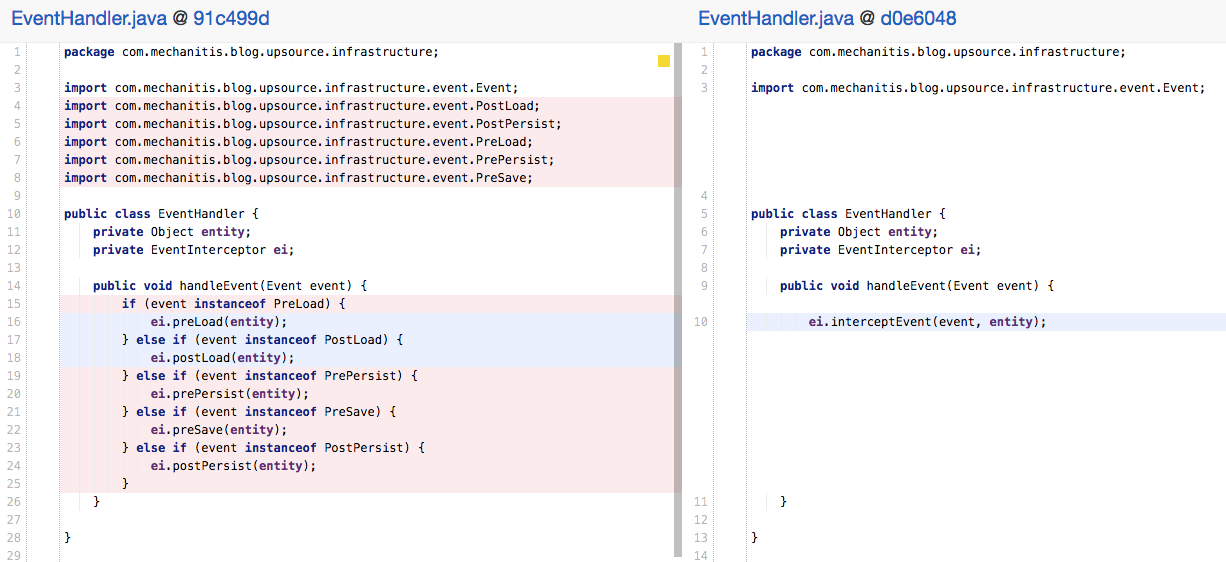 EventHandler.java @ 91c499d
1 package com.mechanitis.blog.upsource.infrastructure;
2
3 import com.mechanitis.blog.upsource.infrastructure.event.Event;
4 import com.mechanitis.blog.upsource.infrastructure.event.PostLoad;
5 import com.mechanitis.blog.upsource.infrastructure.event.PostPersist;
6 import com.mechanitis.blog.upsource.infrastructure.event.PreLoad;
7 import com.mechanitis.blog.upsource.infrastructure.event.PrePersist;
8 import com.mechanitis.blog.upsource.infrastructure.event.PreSave;
9
10 public class EventHandler {
11     private Object entity;
12     private EventInterceptor ei;
13
14     public void handleEvent(Event event) {
15         if (event instanceof PreLoad) {
16             ei.preLoad(entity);
17         } else if (event instanceof PostLoad) {
18             ei.postLoad(entity);
19         } else if (event instanceof PrePersist) {
20             ei.prePersist(entity);
21         } else if (event instanceof PreSave) {
22             ei.preSave(entity);
23         } else if (event instanceof PostPersist) {
24             ei.postPersist(entity);
25         }
26     }
27
28 }
29
EventHandler.java @ d0e6048
1 package com.mechanitis.blog.upsource.infrastructure;
2
3 import com.mechanitis.blog.upsource.infrastructure.event.Event;
4
5 public class EventHandler {
6     private Object entity;
7     private EventInterceptor ei;
8
9     public void handleEvent(Event event) {
10         ei.interceptEvent(event, entity);
11     }
12
13 }
14